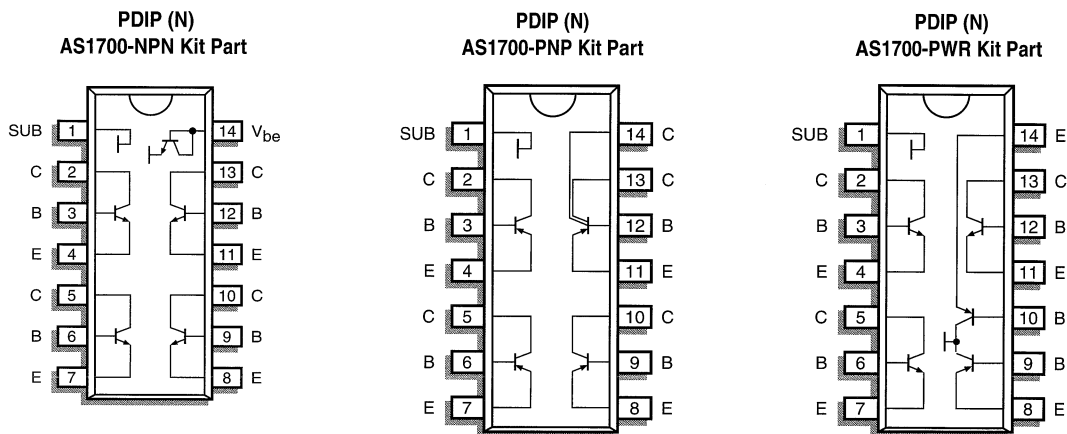 PDIP (N)
AS1700-NPN Kit Part
SUB 1 14 Vbe
C 2 13 C
B 3 12 B
E 4 11 E
C 5 10 C
B 6 9 B
E 7 8 E
PDIP (N)
AS1700-PNP Kit Part
SUB 1 14 C
C 2 13 C
B 3 12 B
E 4 11 E
C 5 10 C
B 6 9 B
E 7 8 E
PDIP (N)
AS1700-PWR Kit Part
SUB 1 14 E
C 2 13 C
B 3 12 B
E 4 11 E
C 5 10 B
B 6 9 B
E 7 8 E